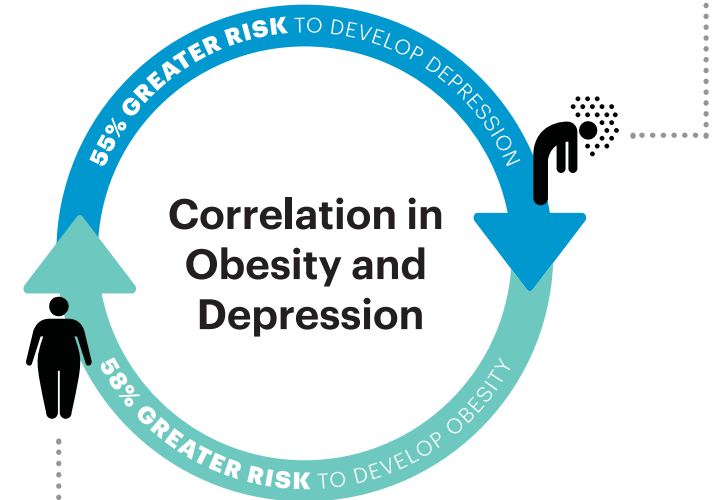 55% GREATER RISK TO DEVELOP DEPRESSION
Correlation in
Obesity and
Depression
58% GREATER RISK TO DEVELOP OBESITY